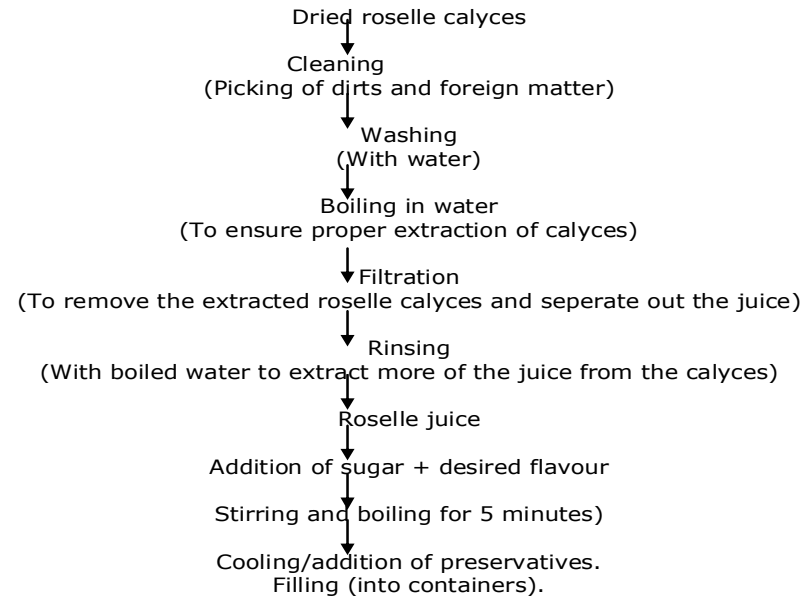 Dried roselle calyces
Cleaning
(Picking of dirts and foreign matter)
Washing
(With water)
Boiling in water
(To ensure proper extraction of calyces)
Filtration
(To remove the extracted roselle calyces and seperate out the juice)
Rinsing
(With boiled water to extract more of the juice from the calyces)
Roselle juice
Addition of sugar + desired flavour
Stirring and boiling for 5 minutes)
Cooling/addition of preservatives.
Filling (into containers).